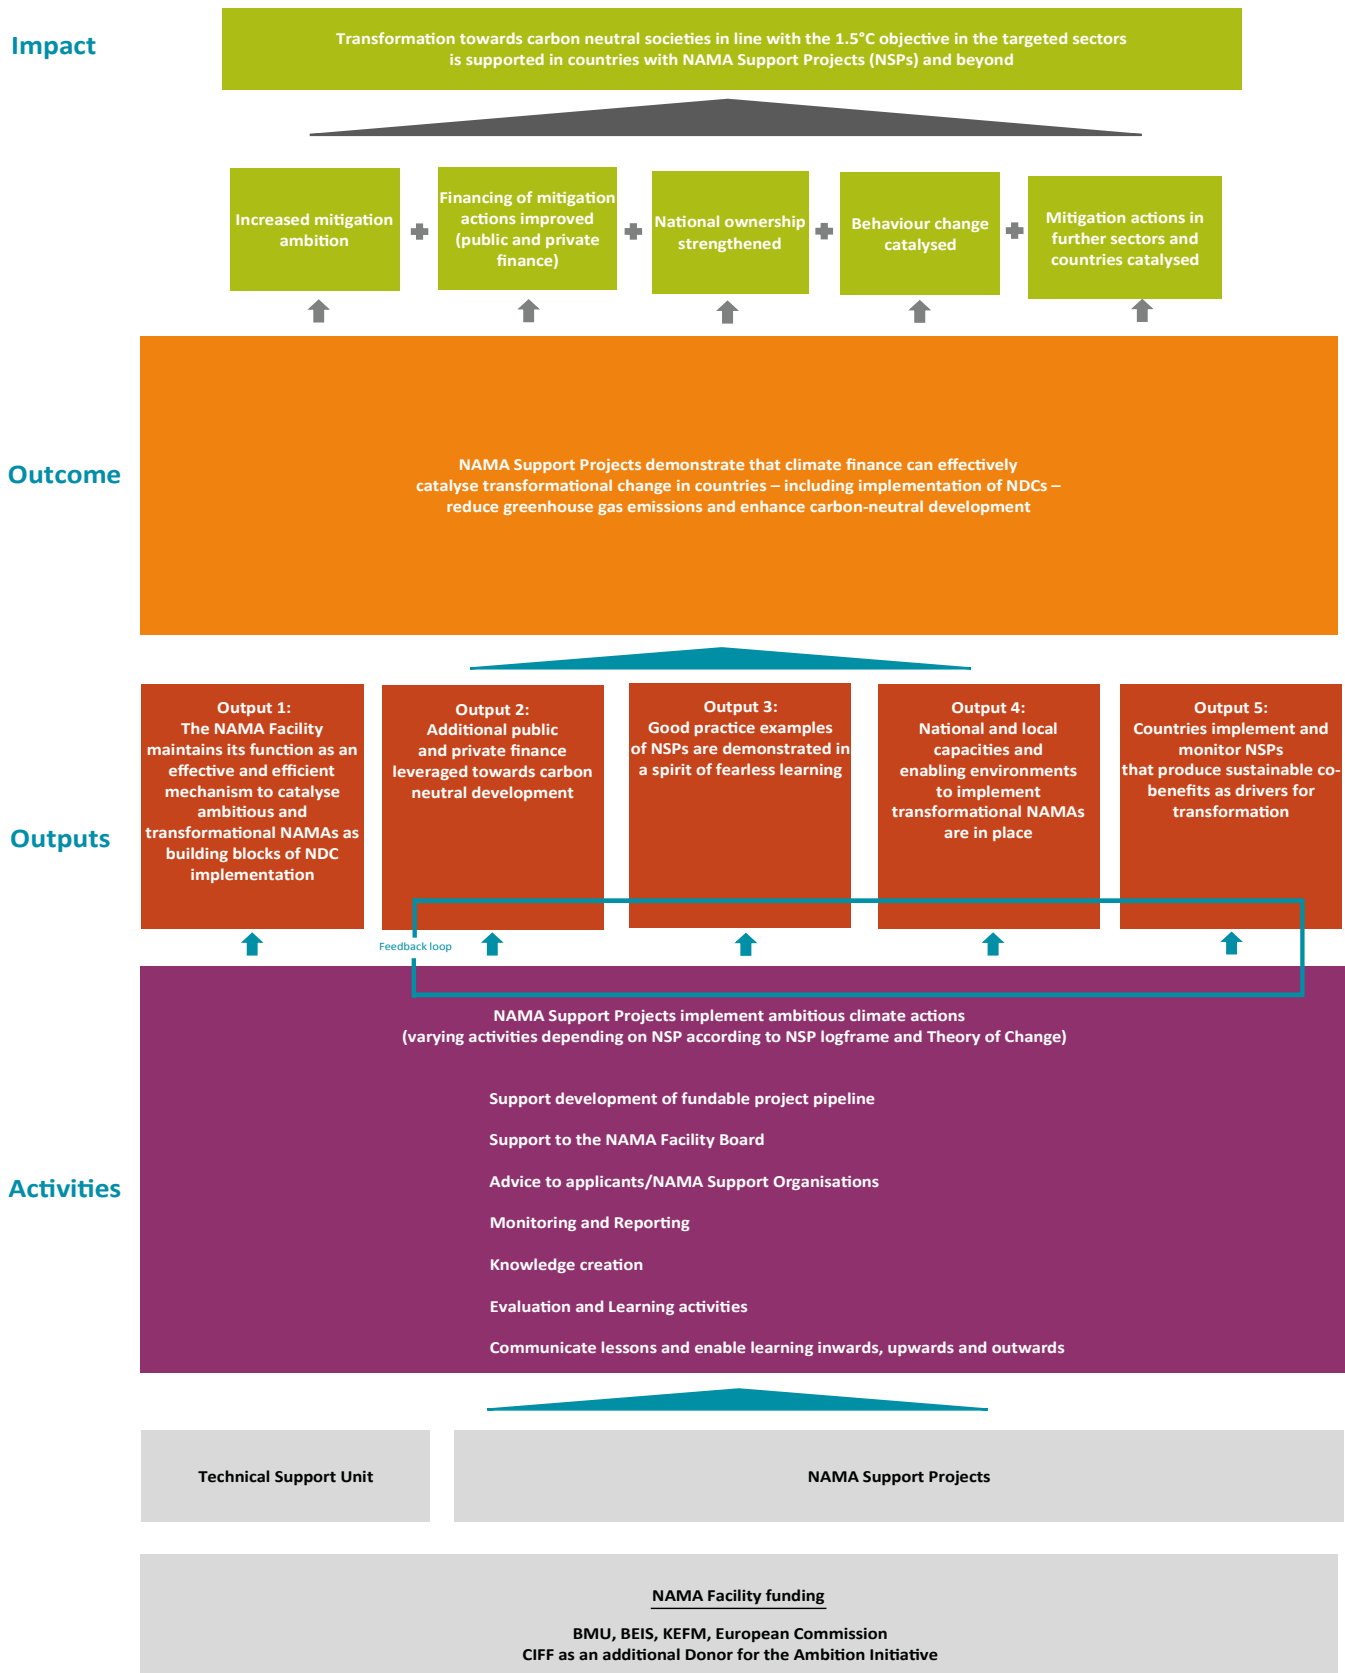 Impact
Transformation towards carbon neutral societies in line with the 1.5°C objective in the targeted sectors
is supported in countries with NAMA Support Projects (NSPs) and beyond
Increased mitigation
ambition
Financing of mitigation
actions improved
(public and private
finance)
National ownership
strengthened
Behaviour change
catalysed
Mitigation actions in
further sectors and
countries catalysed
Outcome
NAMA Support Projects demonstrate that climate finance can effectively
catalyse transformational change in countries – including implementation of NDCs –
reduce greenhouse gas emissions and enhance carbon-neutral development
Outputs
Output 1:
The NAMA Facility
maintains its function as an
effective and efficient
mechanism to catalyse
ambitious and
transformational NAMAs as
building blocks of NDC
implementation
Output 2:
Additional public
and private finance
leveraged towards carbon
neutral development
Output 3:
Good practice examples
of NSPs are demonstrated in
a spirit of fearless learning
Output 4:
National and local
capacities and
enabling environments
to implement
transformational NAMAs
are in place
Output 5:
Countries implement and
monitor NSPs
that produce sustainable co-
benefits as drivers for
transformation
Feedback loop
Activities
NAMA Support Projects implement ambitious climate actions
(varying activities depending on NSP according to NSP logframe and Theory of Change)
Support development of fundable project pipeline
Support to the NAMA Facility Board
Advice to applicants/NAMA Support Organisations
Monitoring and Reporting
Knowledge creation
Evaluation and Learning activities
Communicate lessons and enable learning inwards, upwards and outwards
Technical Support Unit
NAMA Support Projects
NAMA Facility funding
BMU, BEIS, KEFM, European Commission
CIFF as an additional Donor for the Ambition Initiative